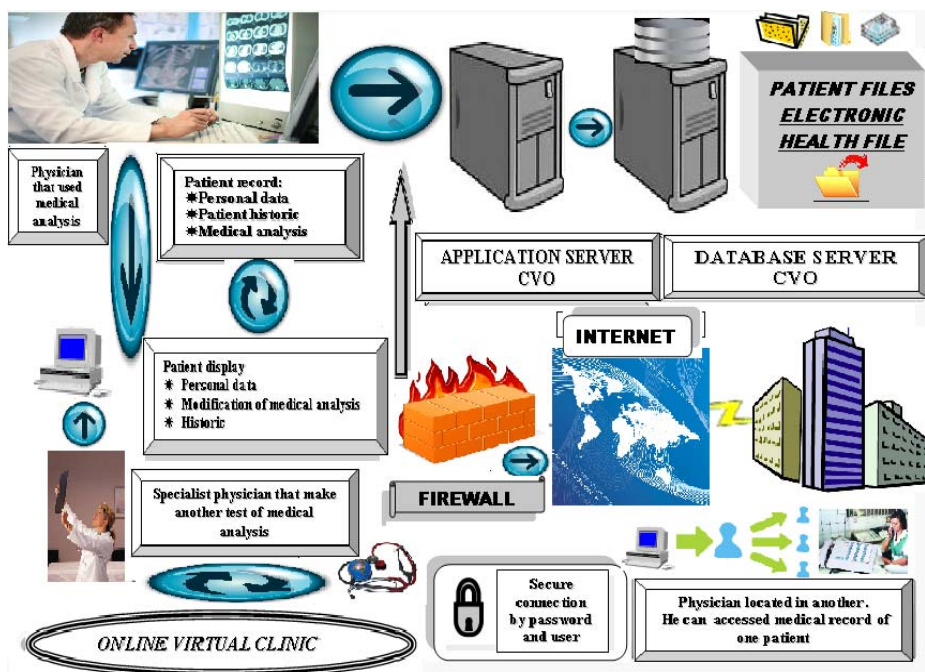 PATIENT FILES
ELECTRONIC
HEALTH FILE
Physician
that used
medical
analysis
Patient record:
✷Personal data
✷Patient historic
✷Medical analysis
APPLICATION SERVER
CVO
DATABASE SERVER
CVO
INTERNET
Patient display
✷ Personal data
✷ Modification of medical analysis
✷ Historic
FIREWALL
Specialist physician that make
another test of medical
analysis
Secure
connection
by password
and user
Physician located in another.
He can accessed medical record of
one patient
ONLINE VIRTUAL CLINIC